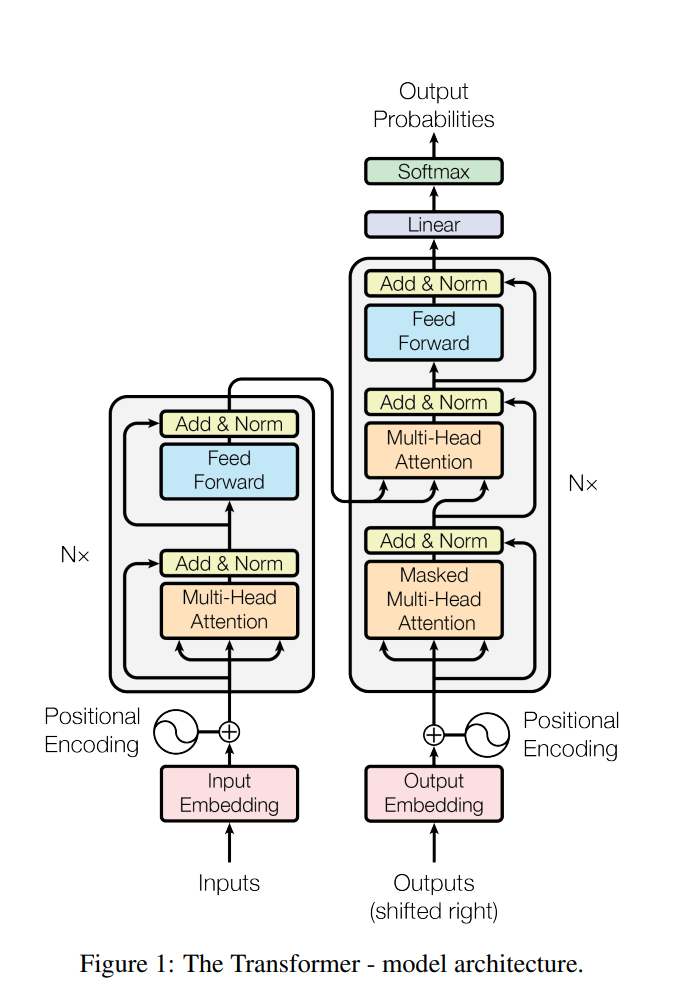 Output
Probabilities
Softmax
Linear
Add & Norm
Feed
Forward
Add & Norm
Multi-Head
Attention
Add & Norm
Masked
Multi-Head
Attention
N×
Add & Norm
Feed
Forward
Add & Norm
Multi-Head
Attention
N×
Positional
Encoding
Positional
Encoding
Input
Embedding
Output
Embedding
Inputs
Outputs
(shifted right)
Figure 1: The Transformer - model architecture.